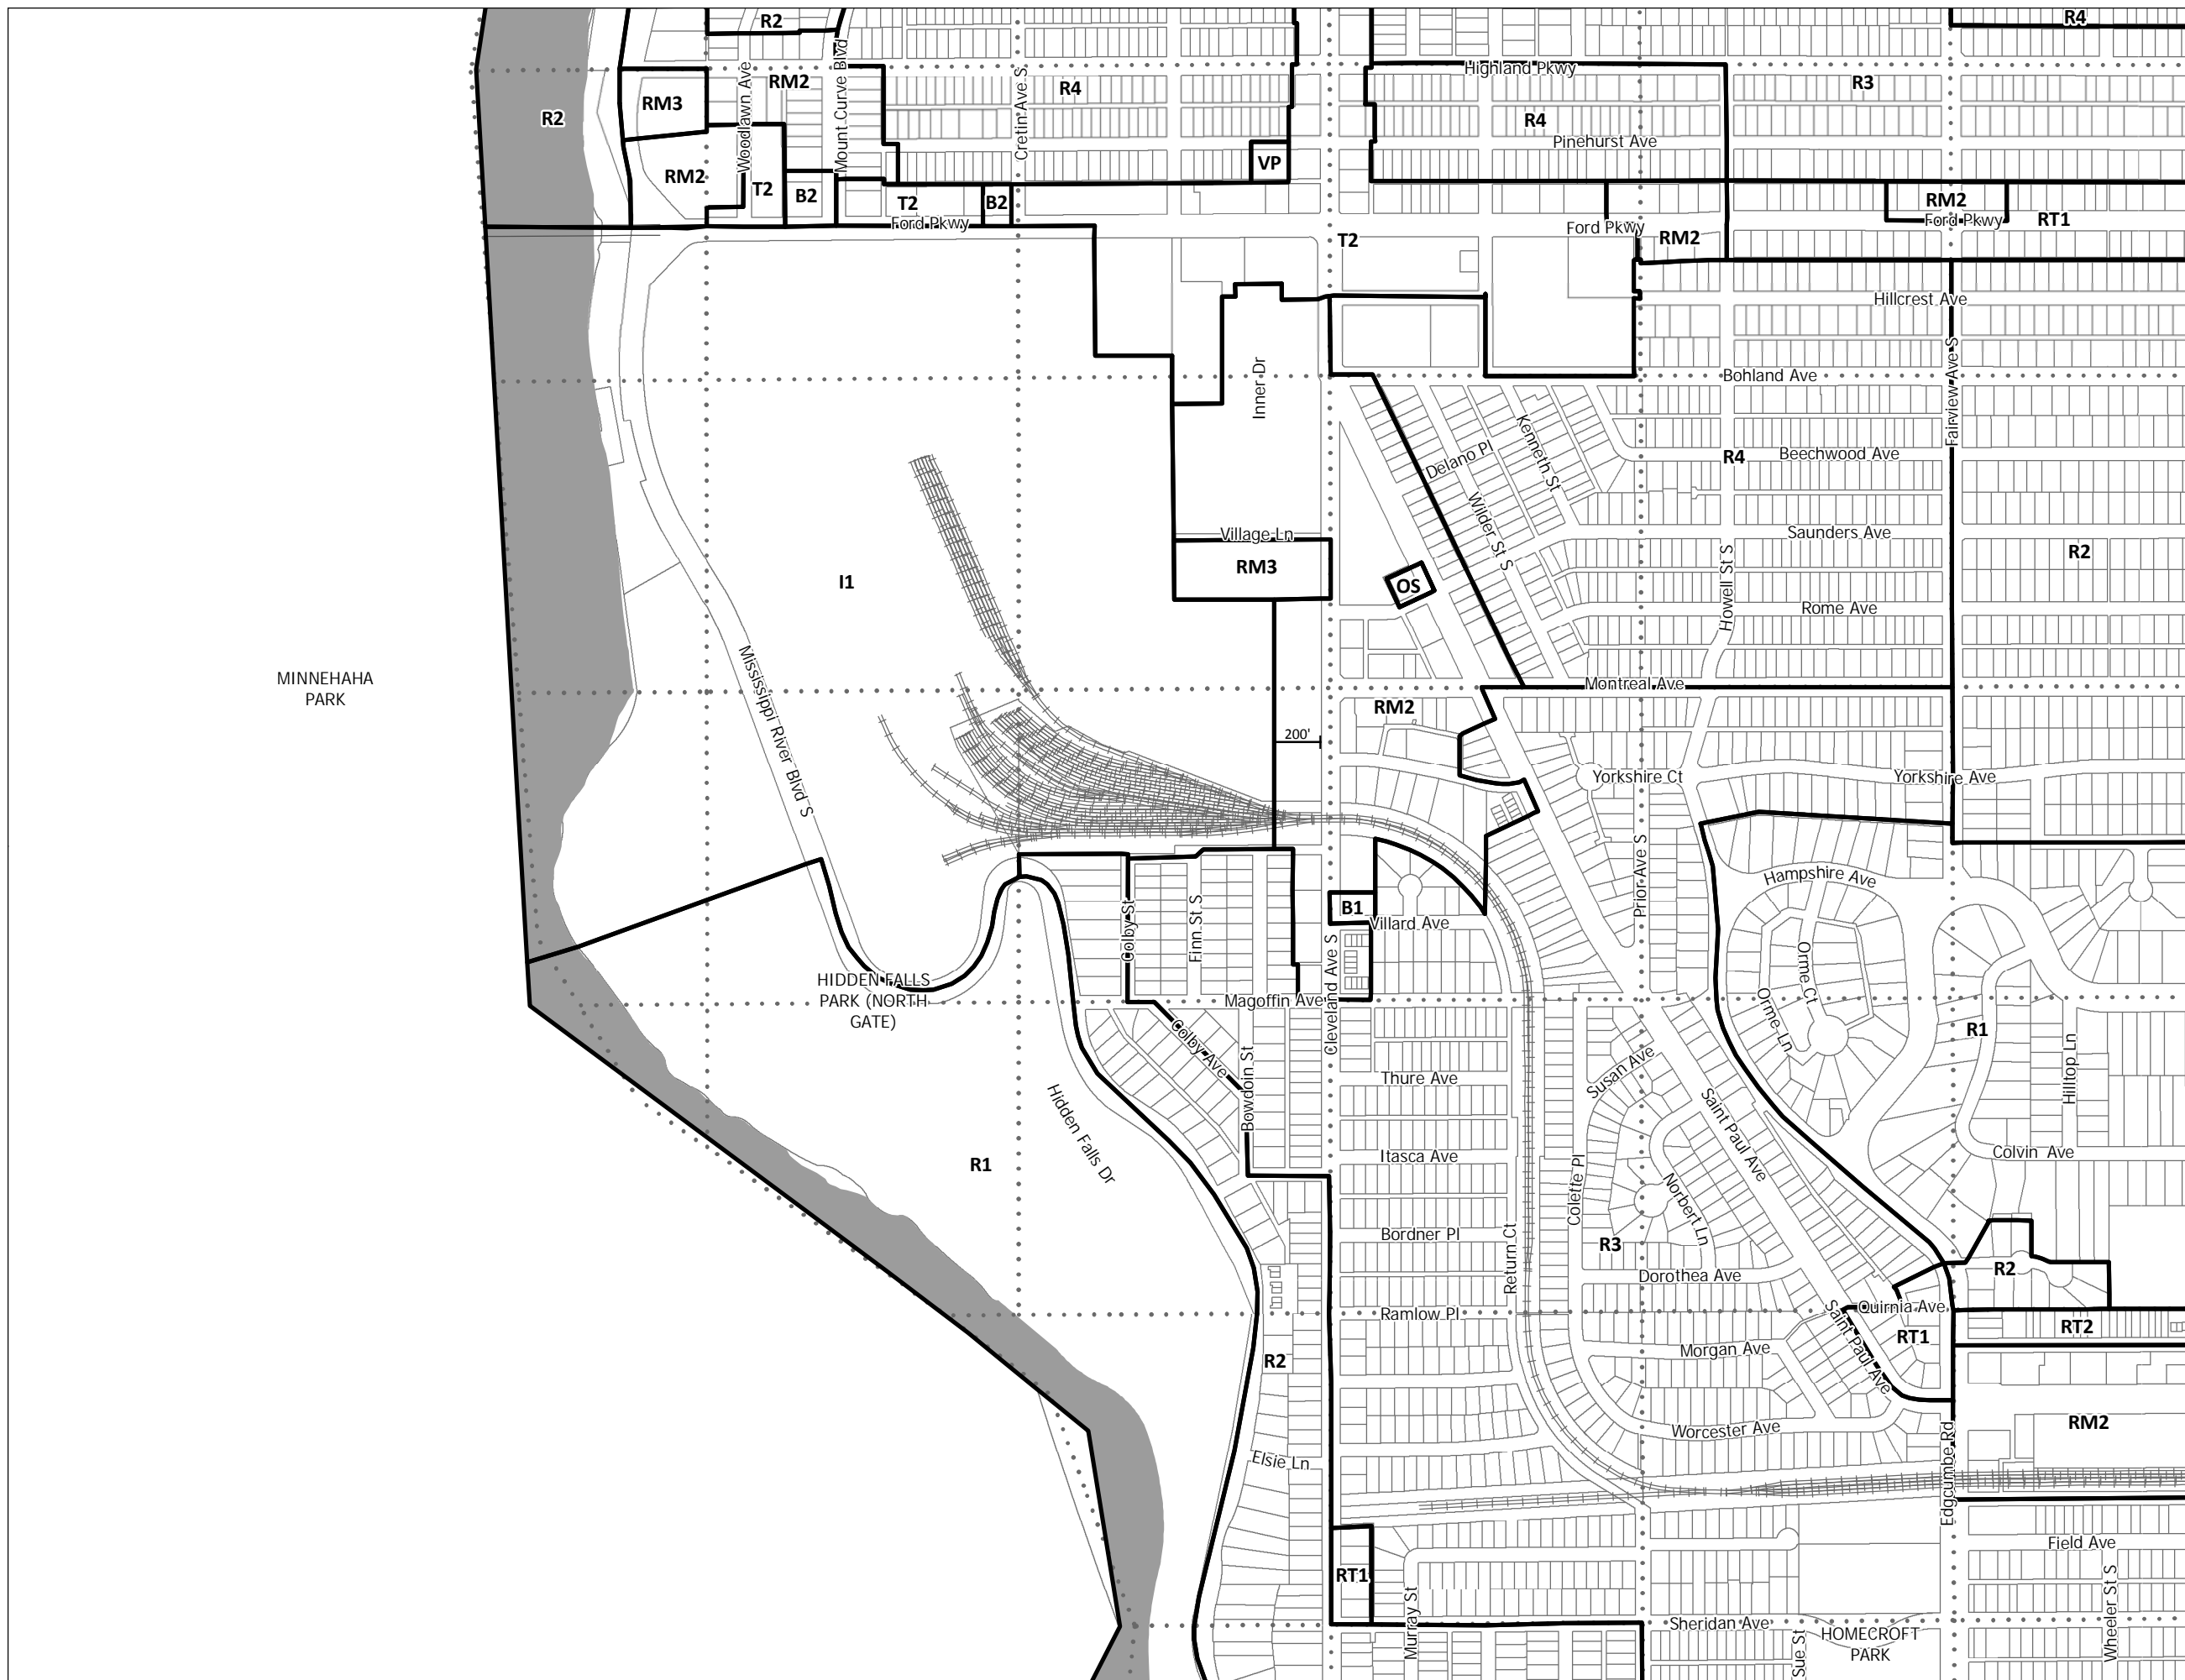 R2
R4
Highland Pkwy
Woodlawn Ave
RM2
Mount Curve Blvd
Cretin Ave S
R4
R3
RM3
R2
R4
Pinehurst Ave
VP
RM2
T2
B2
T2
B2
Ford Pkwy
RM2
Ford Pkwy
RT1
Ford Pkwy
RM2
T2
Hillcrest Ave
Inner Dr
Fairview Ave S
Bohland Ave
Delano Pl
Kenneth St
R4
Beechwood Ave
Wilder St S
Saunders Ave
Village Ln
R2
RM3
I1
OS
Howell St S
Rome Ave
MINNEHAHA
PARK
Mississippi River Blvd S
Montreal Ave
RM2
200'
Yorkshire Ct
Yorkshire Ave
Prior Ave S
Hampshire Ave
B1
Villard Ave
Colby St
Finn St S
Cleveland Ave S
HIDDEN FALLS
PARK (NORTH
GATE)
Magoffin Ave
Orme Ct
Orme Ln
R1
Hilltop Ln
Colby Ave
Bowdoin St
Thure Ave
Susan Ave
Saint Paul Ave
Hidden Falls Dr
R1
Itasca Ave
Colvin Ave
Colette Pl
Norbert Ln
Bordner Pl
Return Ct
R3
Dorothea Ave
R2
Ramlow Pl
Quirnia Ave
Saint Paul Ave
RT1
RT2
R2
Morgan Ave
Worcester Ave
RM2
Elsie Ln
Edgcumbe Rd
Field Ave
RT1
Murray St
Sheridan Ave
Sue St
HOMECROFT
PARK
Wheeler St S